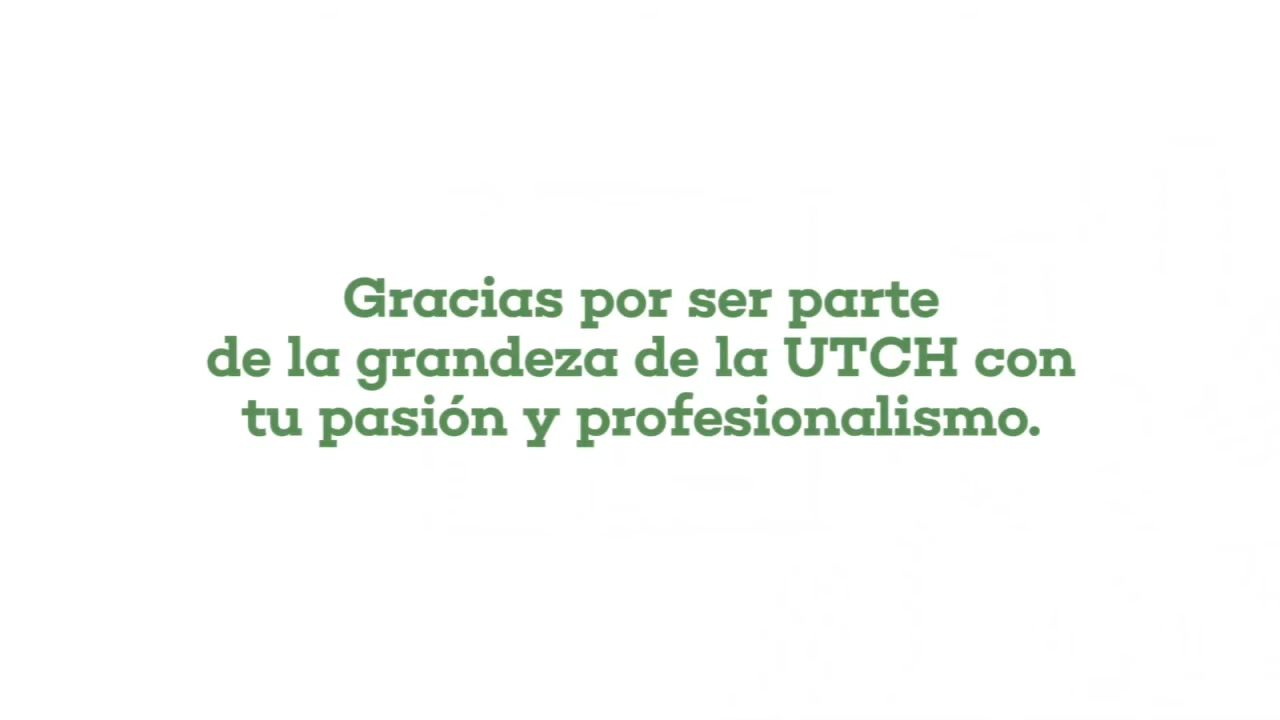 Gracias por ser parte
de la grandeza de la UTCH con
tu pasión y profesionalismo.